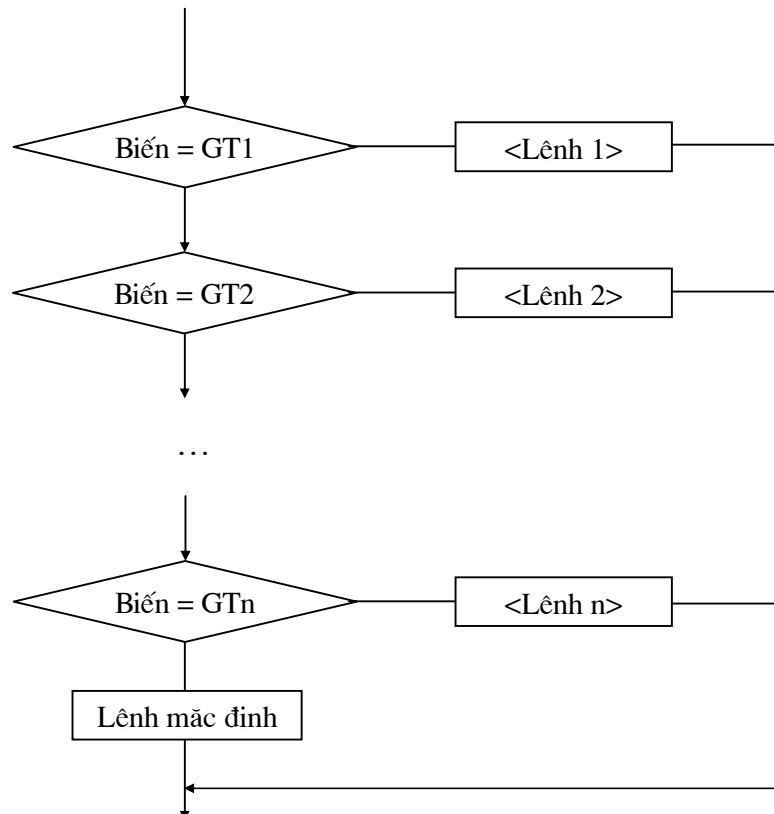 Biến = GT1
<Lênh 1>
Biến = GT2
<Lênh 2>
...
Biến = GTn
<Lênh n>
Lênh măc đinh